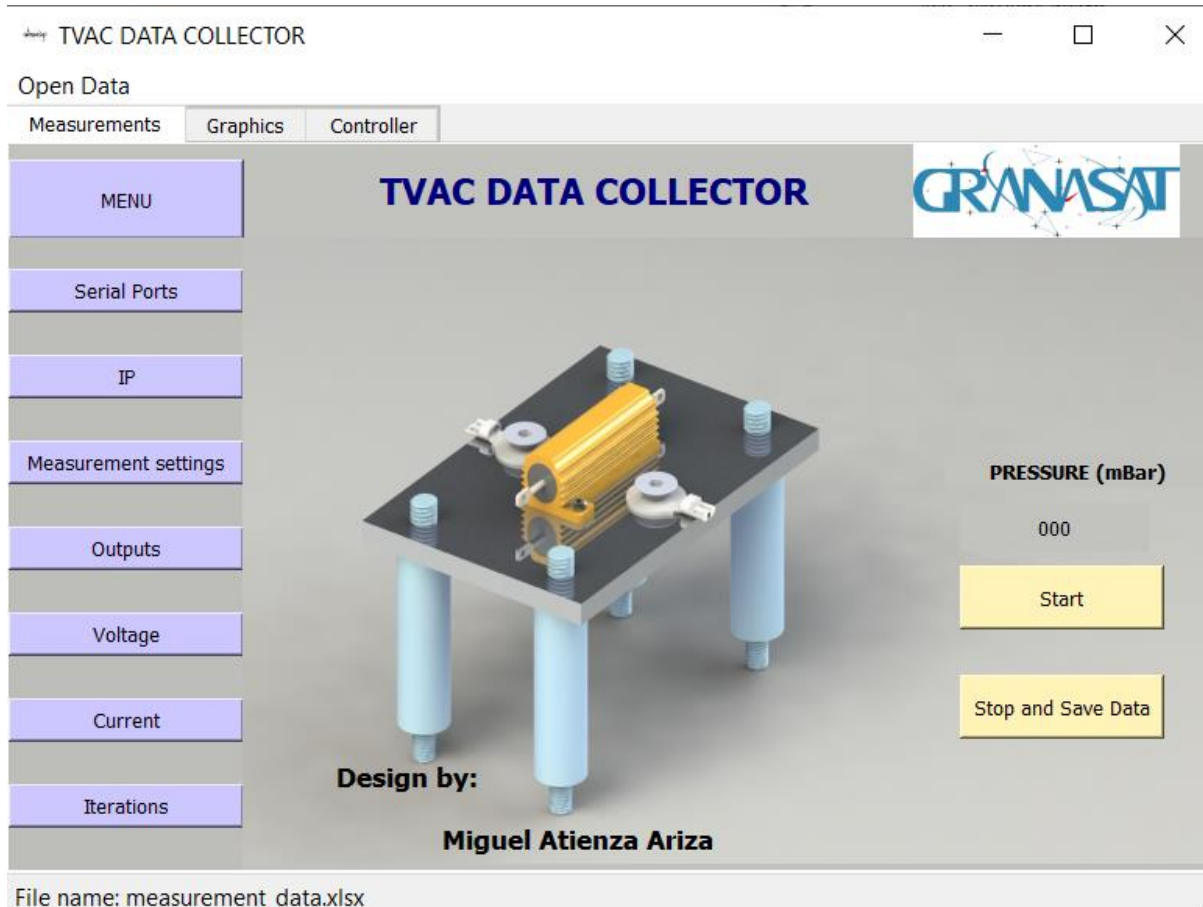 TVAC DATA COLLECTOR
Open Data
Measurements Graphics Controller
MENU
TVAC DATA COLLECTOR
GRANASAT
Serial Ports
IP
Measurement settings
PRESSURE (mBar)
Outputs
000
Start
Voltage
Current
Stop and Save Data
Design by:
Iterations
Miguel Atienza Ariza
File name: measurement_data.xlsx